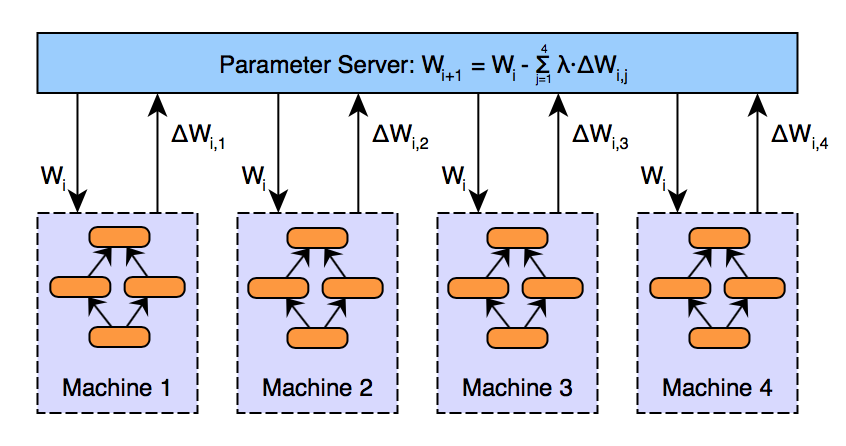 Parameter Server: Wi+1 = Wi - 4Σj=1 λ·ΔWi,j
ΔWi,1 ΔWi,2 ΔWi,3 ΔWi,4
Wi Wi Wi Wi
Machine 1 Machine 2 Machine 3 Machine 4